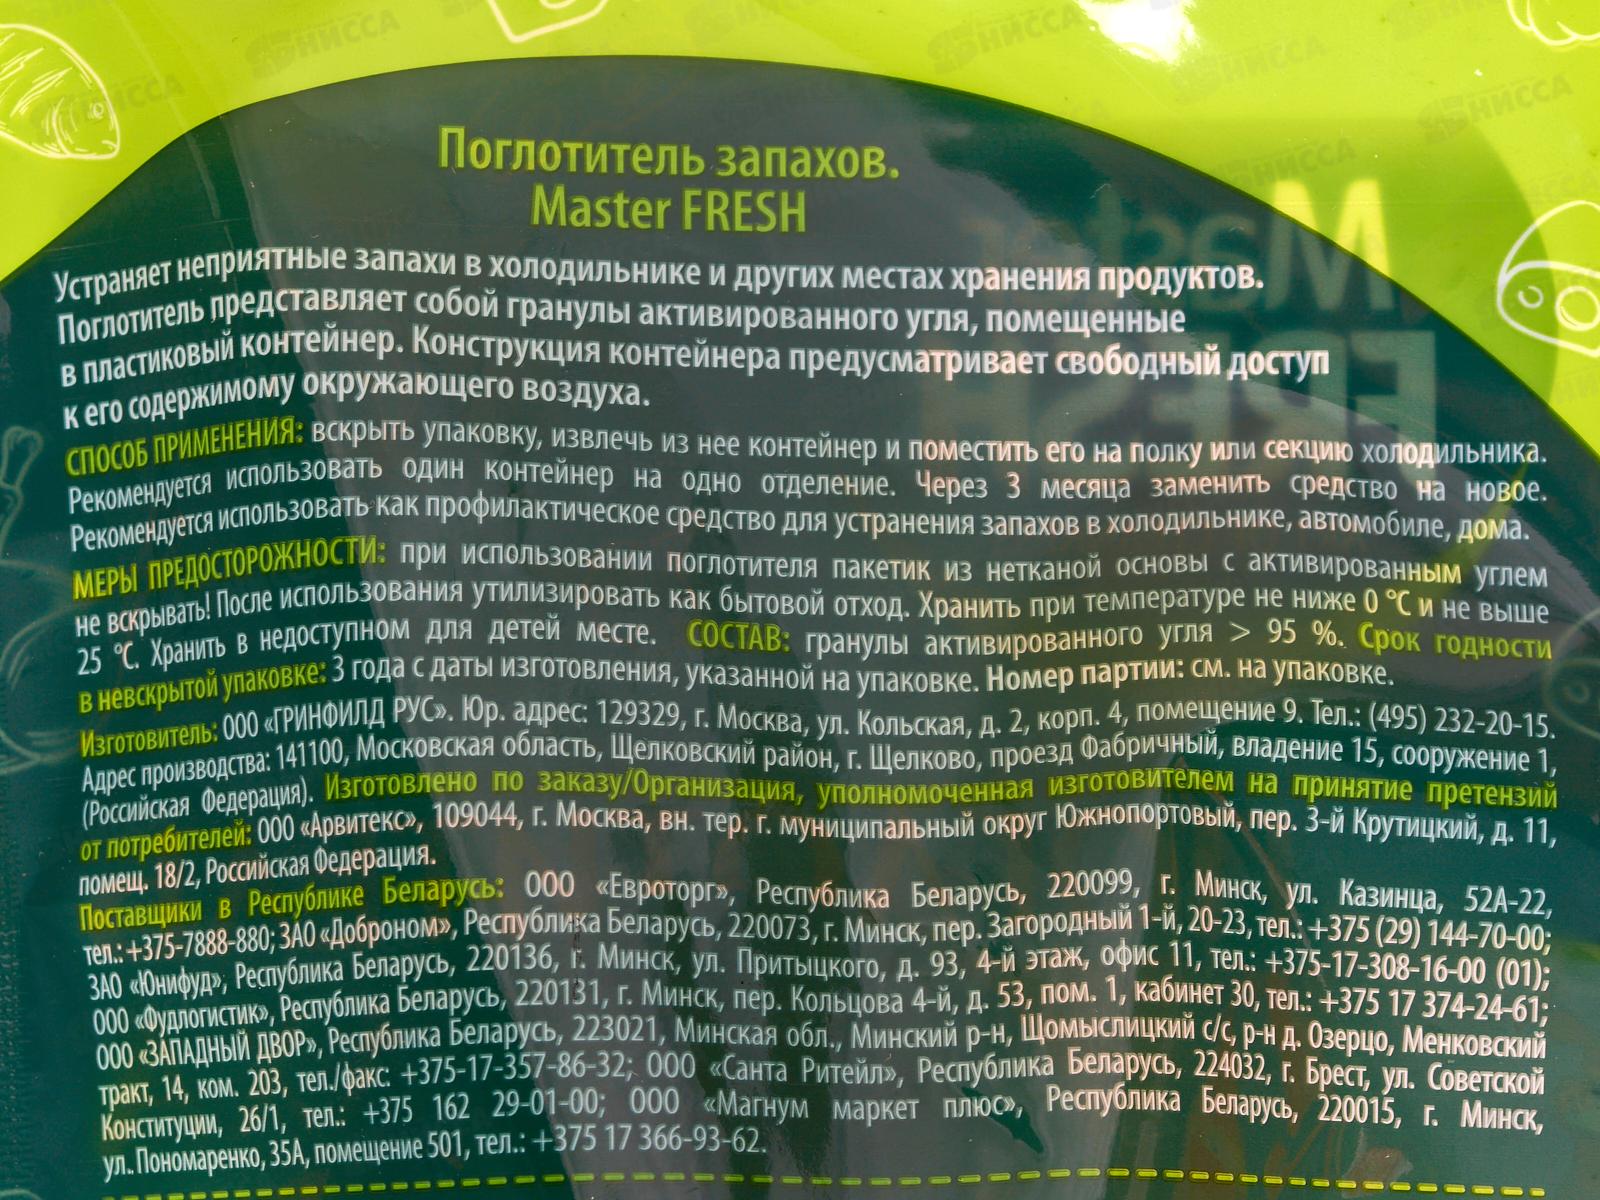 Поглотитель запахов.
Master FRESH
Устраняет неприятные запахи в холодильнике и других местах хранения продуктов.
Поглотитель представляет собой гранулы активированного угля, помещенные
в пластиковый контейнер. Конструкция контейнера предусматривает свободный доступ
к его содержимому окружающего воздуха.
СПОСОБ ПРИМЕНЕНИЯ: вскрыть упаковку, извлечь из нее контейнер и поместить его на полку или секцию холодильника.
Рекомендуется использовать один контейнер на одно отделение. Через 3 месяца заменить средство на новое.
Рекомендуется использовать как профилактическое средство для устранения запахов в холодильнике, автомобиле, дома.
МЕРЫ ПРЕДОСТОРОЖНОСТИ: при использовании поглотителя пакетик из нетканой основы с активированным углем
не вскрывать! После использования утилизировать как бытовой отход. Хранить при температуре не ниже 0 °C и не выше
25 °C. Хранить в недоступном для детей месте. СОСТАВ: гранулы активированного угля > 95 %. Срок годности
в невскрытой упаковке: 3 года с даты изготовления, указанной на упаковке. Номер партии: см. на упаковке.
Изготовитель: ООО «ГРИНФИЛД РУС». Юр. адрес: 129329, г. Москва, ул. Кольская, д. 2, корп. 4, помещение 9. Тел.: (495) 232-20-15.
Адрес производства: 141100, Московская область, Щелковский район, г. Щелково, проезд Фабричный, владение 15, сооружение 1,
(Российская Федерация). Изготовлено по заказу/Организация, уполномоченная изготовителем на принятие претензий
от потребителей: ООО «Арвитекс», 109044, г. Москва, вн. тер. г. муниципальный округ Южнопортовый, пер. 3-й Крутицкий, д. 11,
помещ. 18/2, Российская Федерация.
Поставщики в Республике Беларусь: ООО «Евроторг», Республика Беларусь, 220099, г. Минск, ул. Казинца, 52А-22,
тел.: +375-7888-880; ЗАО «Доброном», Республика Беларусь, 220073, г. Минск, пер. Загородный 1-й, 20-23, тел.: +375 (29) 144-70-00;
ЗАО «Юнифуд», Республика Беларусь, 220136, г. Минск, ул. Притыцкого, д. 93, 4-й этаж, офис 11, тел.: +375-17-308-16-00 (01);
ООО «Фудлогистик», Республика Беларусь, 220131, г. Минск, пер. Кольцова 4-й, д. 53, пом. 1, кабинет 30, тел.: +375 17 374-24-61;
ООО «ЗАПАДНЫЙ ДВОР», Республика Беларусь, 223021, Минская обл., Минский р-н, Щомыслицкий с/с, р-н д. Озерцо, Менковский
тракт, 14, ком. 203, тел./факс: +375-17-357-86-32; ООО «Санта Ритейл», Республика Беларусь, 224032, г. Брест, ул. Советской
Конституции, 26/1, тел.: +375 162 29-01-00; ООО «Магнум маркет плюс», Республика Беларусь, 220015, г. Минск,
ул. Пономаренко, 35А, помещение 501, тел.: +375 17 366-93-62.